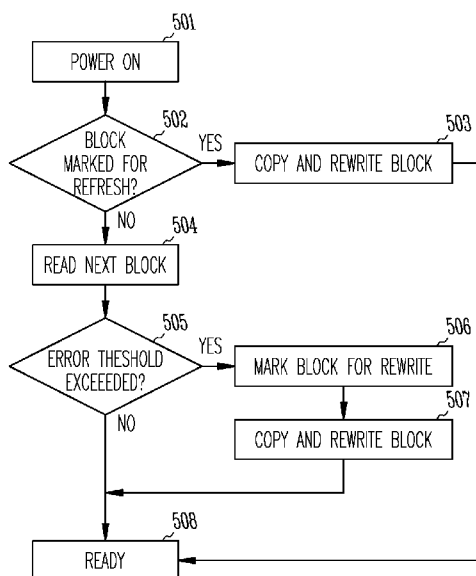 501
POWER ON
502
BLOCK
MARKED FOR
REFRESH?
YES
503
COPY AND REWRITE BLOCK
NO
504
READ NEXT BLOCK
505
ERROR THESHOLD
EXCEEEDED?
YES
506
MARK BLOCK FOR REWRITE
507
COPY AND REWRITE BLOCK
NO
508
READY